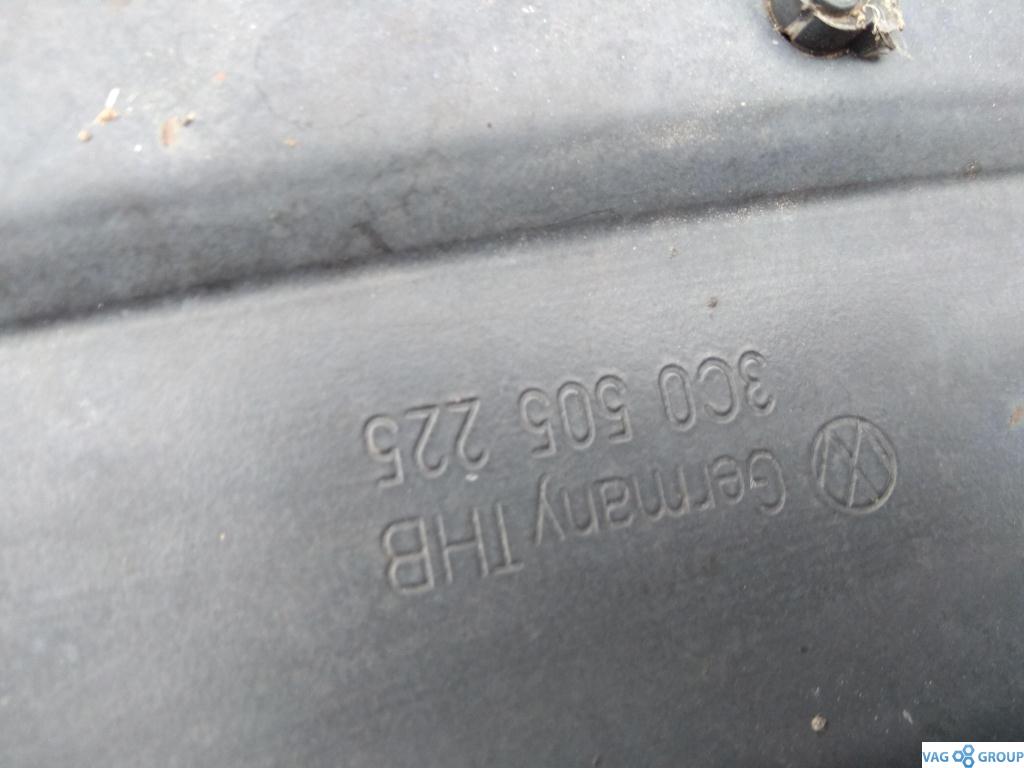 3C0 505 225
Germany THB
VAG GROUP